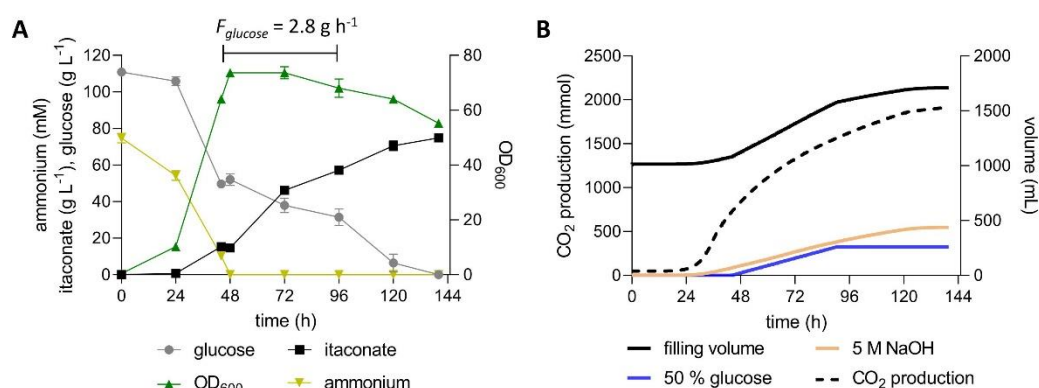 A
F_glucose = 2.8 g h⁻¹
ammonium (mM)
itaconate (g L⁻¹), glucose (g L⁻¹)
120
100
80
60
40
20
0
80
60
40
20
0
OD₆₀₀
0 24 48 72 96 120 144
time (h)
glucose
itaconate
OD₆₀₀
ammonium
B
CO₂ production (mmol)
2500
2000
1500
1000
500
0
2000
1500
1000
500
0
volume (mL)
0 24 48 72 96 120 144
time (h)
filling volume
5 M NaOH
50 % glucose
CO₂ production